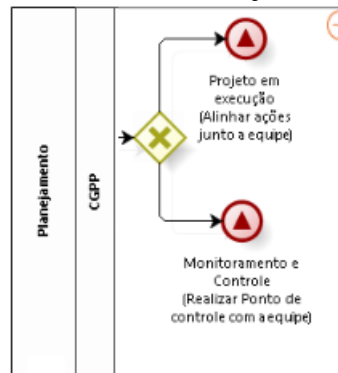 Planejamento
CGPP
Projeto em
execução
(Alinhar ações
junto a equipe)
Monitoramento e
Controle
(Realizar Ponto de
controle com a equipe)